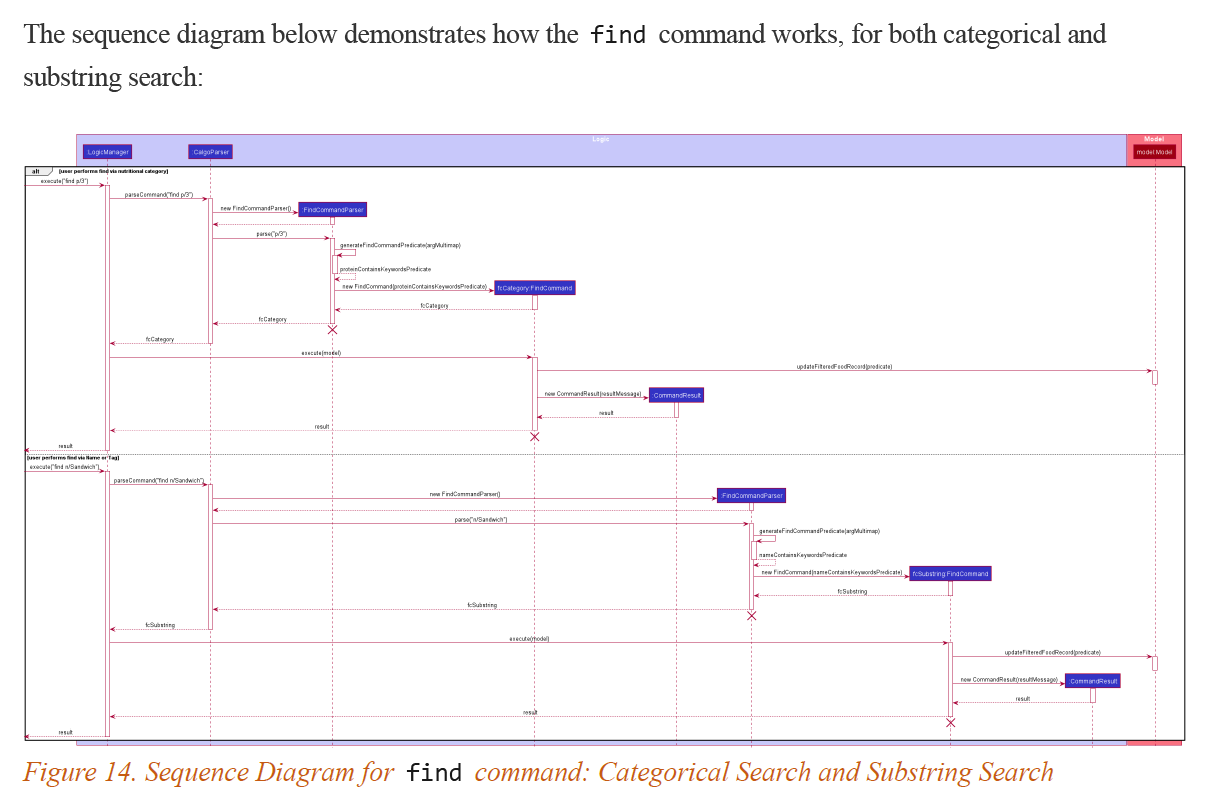 The sequence diagram below demonstrates how the find command works, for both categorical and
substring search:
Logic
Model
:LogicManager
:CalgoParser
model:Model
alt
[user performs find via nutritional category]
execute("find p/3")
parseCommand("find p/3")
new FindCommandParser()
:FindCommandParser
parse("p/3")
generateFindCommandPredicate(argMultimap)
proteinContainsKeywordsPredicate
new FindCommand(proteinContainsKeywordsPredicate)
fcCategory:FindCommand
fcCategory
fcCategory
fcCategory
execute(model)
updateFilteredFoodRecord(predicate)
new CommandResult(resultMessage)
:CommandResult
result
result
result
[user performs find via Name or Tag]
execute("find n/Sandwich")
parseCommand("find n/Sandwich")
new FindCommandParser()
:FindCommandParser
parse("n/Sandwich")
generateFindCommandPredicate(argMultimap)
nameContainsKeywordsPredicate
new FindCommand(nameContainsKeywordsPredicate)
fcSubstring:FindCommand
fcSubstring
fcSubstring
fcSubstring
execute(model)
updateFilteredFoodRecord(predicate)
new CommandResult(resultMessage)
:CommandResult
result
result
result
Figure 14. Sequence Diagram for find command: Categorical Search and Substring Search